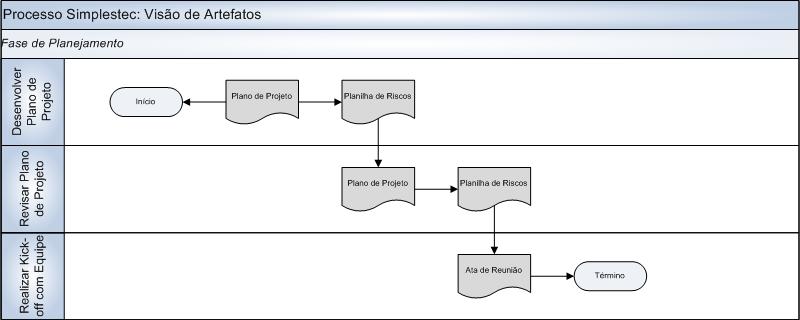 Processo Simplestec: Visão de Artefatos
Fase de Planejamento
Desenvolver
Plano de
Projeto
Início
Plano de Projeto
Planilha de Riscos
Revisar Plano
de Projeto
Plano de Projeto
Planilha de Riscos
Realizar Kick-
off com Equipe
Ata de Reunião
Término